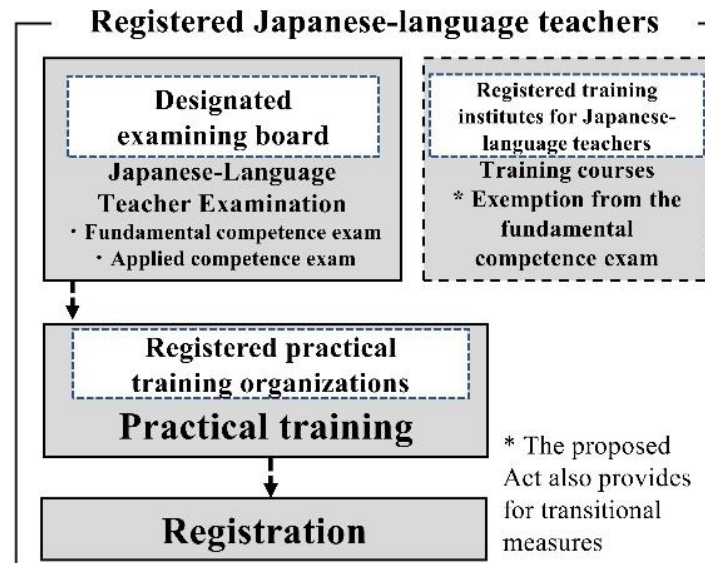 Registered Japanese-language teachers
Designated
examining board
Japanese-Language
Teacher Examination
・Fundamental competence exam
・Applied competence exam
Registered training
institutes for Japanese-
language teachers
Training courses
* Exemption from the
fundamental
competence exam
Registered practical
training organizations
Practical training
* The proposed
Act also provides
for transitional
measures
Registration